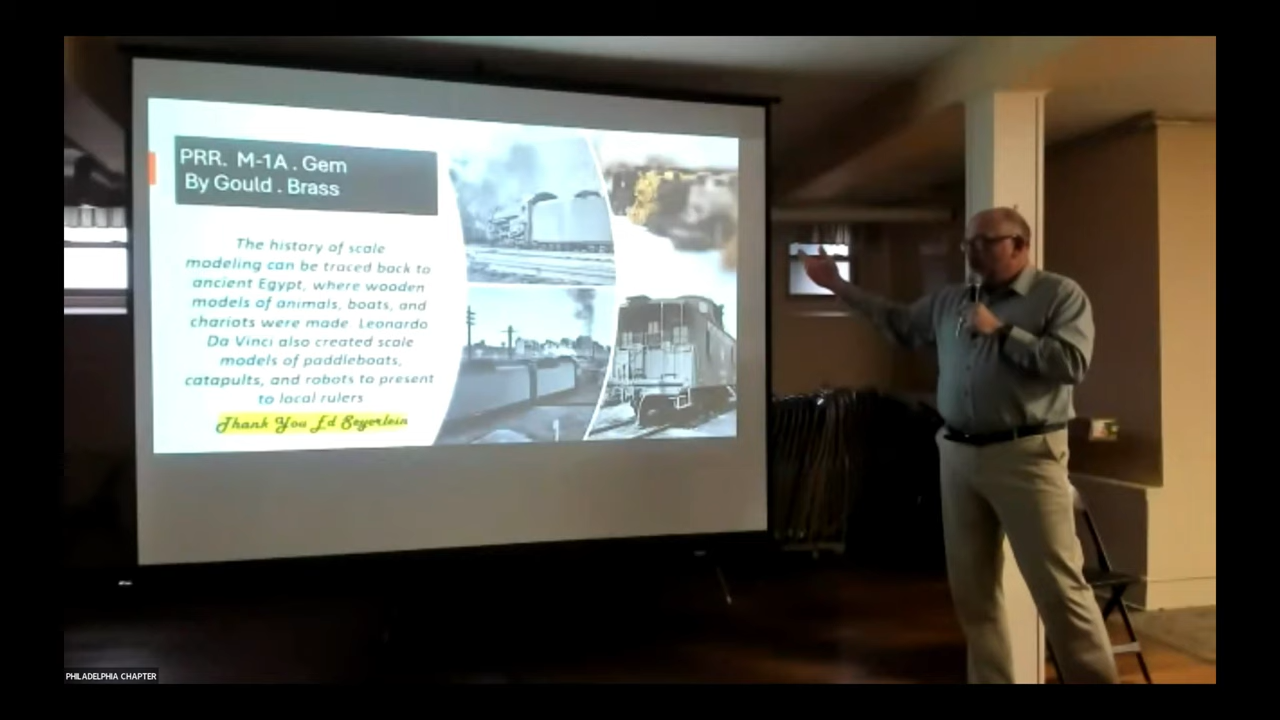 PRR. M-1A . Gem
By Gould . Brass
The history of scale
modeling can be traced back to
ancient Egypt, where wooden
models of animals, boats, and
chariots were made. Leonardo
Da Vinci also created scale
models of paddleboats,
catapults, and robots to present
to local rulers
Thank You Ed Seyerlein
PHILADELPHIA CHAPTER